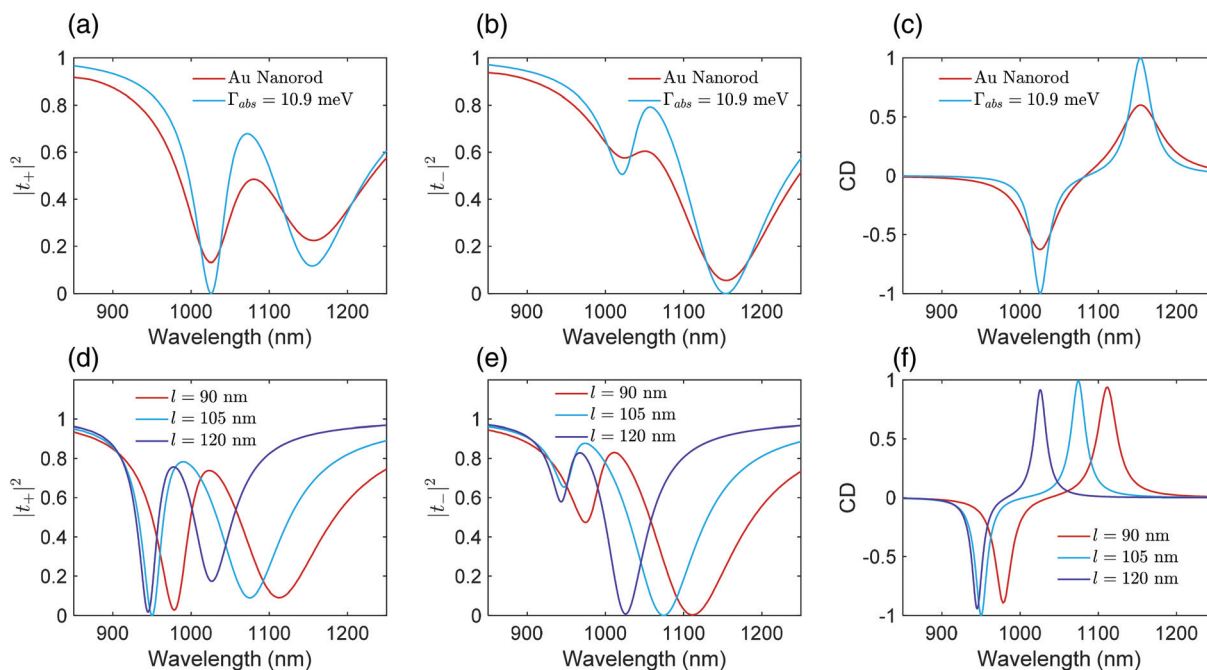 (a)
1
0.8
0.6
0.4
0.2
0
|t₊|²
Au Nanorod
Γ_abs = 10.9 meV
900 1000 1100 1200
Wavelength (nm)
(b)
1
0.8
0.6
0.4
0.2
0
|t₋|²
Au Nanorod
Γ_abs = 10.9 meV
900 1000 1100 1200
Wavelength (nm)
(c)
1
0.5
0
-0.5
-1
CD
Au Nanorod
Γ_abs = 10.9 meV
900 1000 1100 1200
Wavelength (nm)
(d)
1
0.8
0.6
0.4
0.2
0
|t₊|²
l = 90 nm
l = 105 nm
l = 120 nm
900 1000 1100 1200
Wavelength (nm)
(e)
1
0.8
0.6
0.4
0.2
0
|t₋|²
l = 90 nm
l = 105 nm
l = 120 nm
900 1000 1100 1200
Wavelength (nm)
(f)
1
0.5
0
-0.5
-1
CD
l = 90 nm
l = 105 nm
l = 120 nm
900 1000 1100 1200
Wavelength (nm)